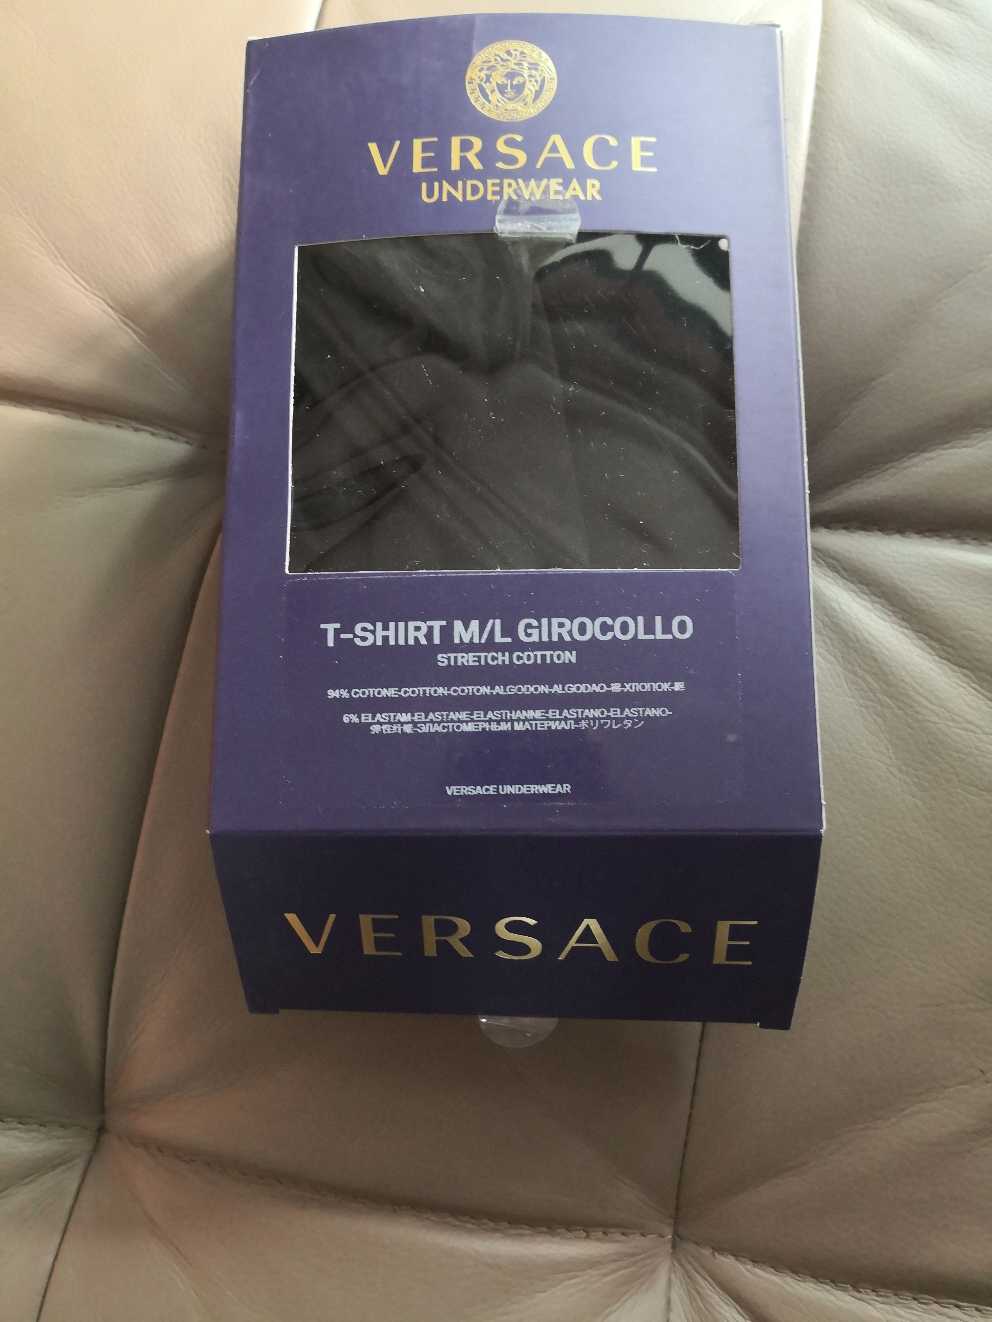 VERSACE
UNDERWEAR
T-SHIRT M/L GIROCOLLO
STRETCH COTTON
94% COTONE-COTTON-COTON-ALGODON-ALGODAO-棉-ХЛОПОК-綿
6% ELASTAM-ELASTANE-ELASTHANNE-ELASTANO-ELASTANO-
弹性纤维-ЭЛАСТОМЕРНЫЙ МАТЕРИАЛ-ポリウレタン
VERSACE UNDERWEAR
VERSACE